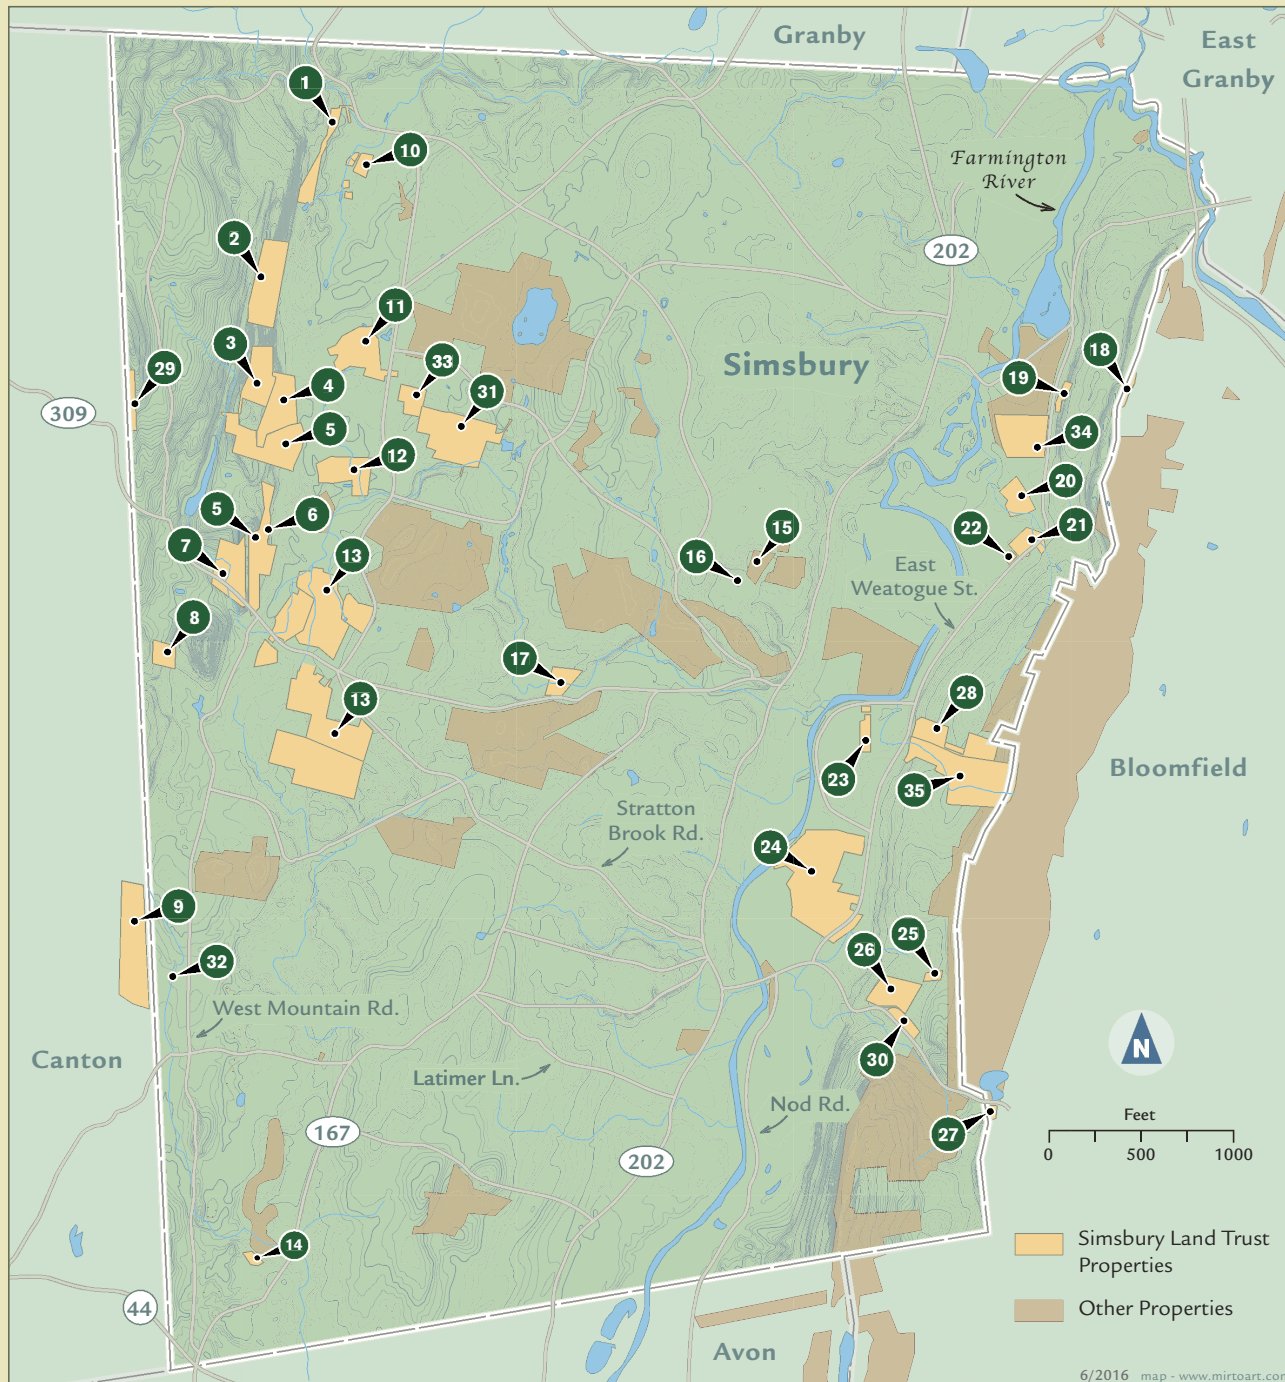 Granby
East
Granby
1
10
Farmington
River
2
202
11
3
33
Simsbury
18
29
4
31
19
309
5
34
12
20
5
6
15
22
21
7
13
16
East
Weatogue St.
8
17
13
28
23
35
Bloomfield
Stratton
Brook Rd.
24
9
25
26
32
West Mountain Rd.
Canton
30
N
Latimer Ln.
Nod Rd.
Feet
167
27
0 500 1000
202
14
Simsbury Land Trust
Properties
44
Other Properties
Avon
6/2016 map - www.mirtoart.com